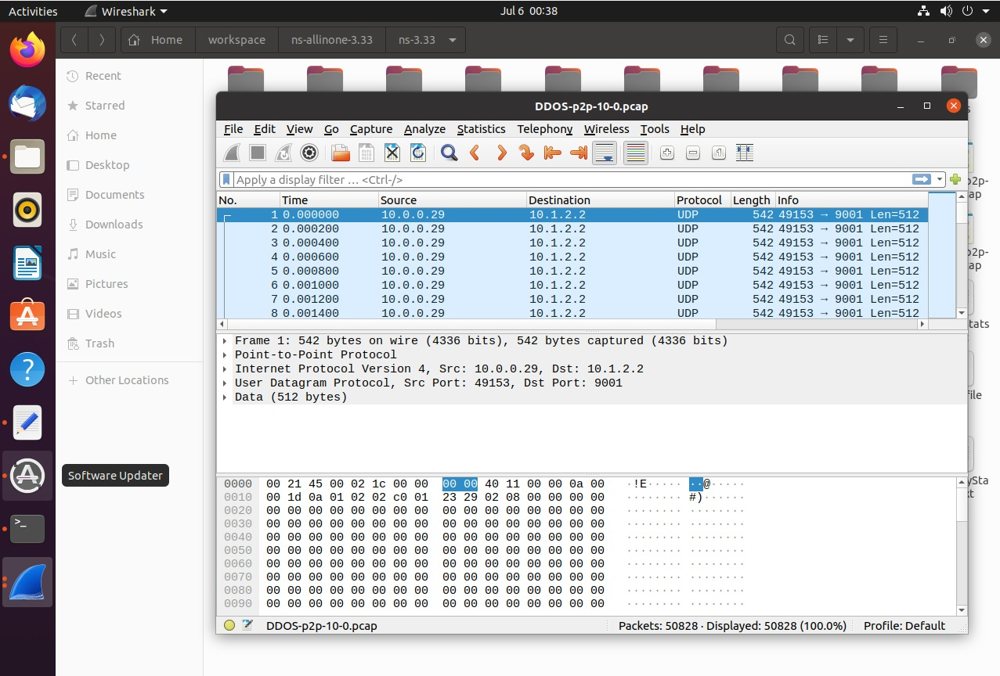 Activities Wireshark Jul 6 00:38
Home workspace ns-allinone-3.33 ns-3.33
Recent
Starred
Home
Desktop
Documents
Downloads
Music
Pictures
Videos
Trash
Other Locations
Software Updater
DDOS-p2p-10-0.pcap
File Edit View Go Capture Analyze Statistics Telephony Wireless Tools Help
Apply a display filter … <Ctrl-/>
No. Time Source Destination Protocol Length Info
1 0.000000 10.0.0.29 10.1.2.2 UDP 542 49153 → 9001 Len=512
2 0.000200 10.0.0.29 10.1.2.2 UDP 542 49153 → 9001 Len=512
3 0.000400 10.0.0.29 10.1.2.2 UDP 542 49153 → 9001 Len=512
4 0.000600 10.0.0.29 10.1.2.2 UDP 542 49153 → 9001 Len=512
5 0.000800 10.0.0.29 10.1.2.2 UDP 542 49153 → 9001 Len=512
6 0.001000 10.0.0.29 10.1.2.2 UDP 542 49153 → 9001 Len=512
7 0.001200 10.0.0.29 10.1.2.2 UDP 542 49153 → 9001 Len=512
8 0.001400 10.0.0.29 10.1.2.2 UDP 542 49153 → 9001 Len=512
Frame 1: 542 bytes on wire (4336 bits), 542 bytes captured (4336 bits)
Point-to-Point Protocol
Internet Protocol Version 4, Src: 10.0.0.29, Dst: 10.1.2.2
User Datagram Protocol, Src Port: 49153, Dst Port: 9001
Data (512 bytes)
0000 00 21 45 00 02 1c 00 00 00 00 40 11 00 00 0a 00 ·!E····· ··@·····
0010 00 1d 0a 01 02 02 c0 01 23 29 02 08 00 00 00 00 ········ #)······
0020 00 00 00 00 00 00 00 00 00 00 00 00 00 00 00 00 ········ ········
0030 00 00 00 00 00 00 00 00 00 00 00 00 00 00 00 00 ········ ········
0040 00 00 00 00 00 00 00 00 00 00 00 00 00 00 00 00 ········ ········
0050 00 00 00 00 00 00 00 00 00 00 00 00 00 00 00 00 ········ ········
0060 00 00 00 00 00 00 00 00 00 00 00 00 00 00 00 00 ········ ········
0070 00 00 00 00 00 00 00 00 00 00 00 00 00 00 00 00 ········ ········
0080 00 00 00 00 00 00 00 00 00 00 00 00 00 00 00 00 ········ ········
0090 00 00 00 00 00 00 00 00 00 00 00 00 00 00 00 00 ········ ········
DDOS-p2p-10-0.pcap Packets: 50828 · Displayed: 50828 (100.0%) Profile: Default